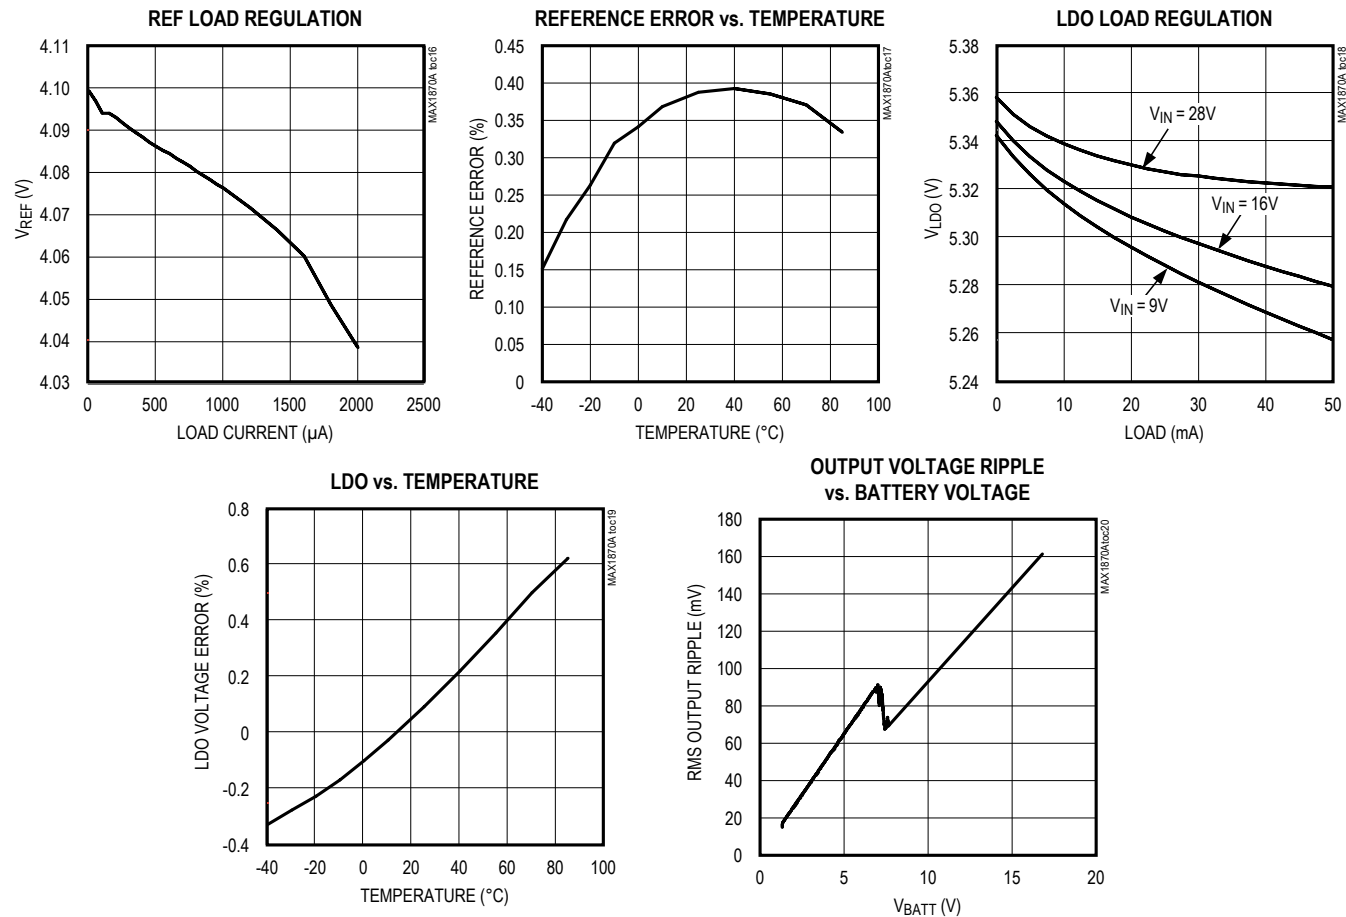 REF LOAD REGULATION
4.11
4.10
4.09
4.08
4.07
4.06
4.05
4.04
4.03
VREF (V)
0 500 1000 1500 2000 2500
LOAD CURRENT (µA)
MAX1870A toc16
REFERENCE ERROR vs. TEMPERATURE
0.45
0.40
0.35
0.30
0.25
0.20
0.15
0.10
0.05
0
REFERENCE ERROR (%)
-40 -20 0 20 40 60 80 100
TEMPERATURE (°C)
MAX1870Atoc17
LDO LOAD REGULATION
5.38
5.36
5.34
5.32
5.30
5.28
5.26
5.24
VLDO (V)
VIN = 28V
VIN = 16V
VIN = 9V
0 10 20 30 40 50
LOAD (mA)
MAX1870A toc18
LDO vs. TEMPERATURE
0.8
0.6
0.4
0.2
0
-0.2
-0.4
LDO VOLTAGE ERROR (%)
-40 -20 0 20 40 60 80 100
TEMPERATURE (°C)
MAX1870A toc19
OUTPUT VOLTAGE RIPPLE
vs. BATTERY VOLTAGE
180
160
140
120
100
80
60
40
20
0
RMS OUTPUT RIPPLE (mV)
0 5 10 15 20
VBATT (V)
MAX1870Atoc20